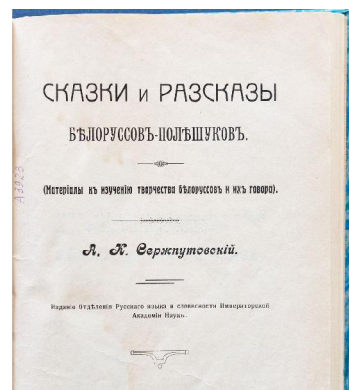 СКАЗКИ и РАЗСКАЗЫ
БѢЛОРУССОВЪ-ПОЛѢШУКОВЪ.
(Матеріалы къ изученію творчества бѣлоруссовъ и ихъ говора).
А. К. Сержпутовскій.
Изданіе Отдѣленія Русскаго языка и словесности Императорской
Академіи Наукъ.
А3923